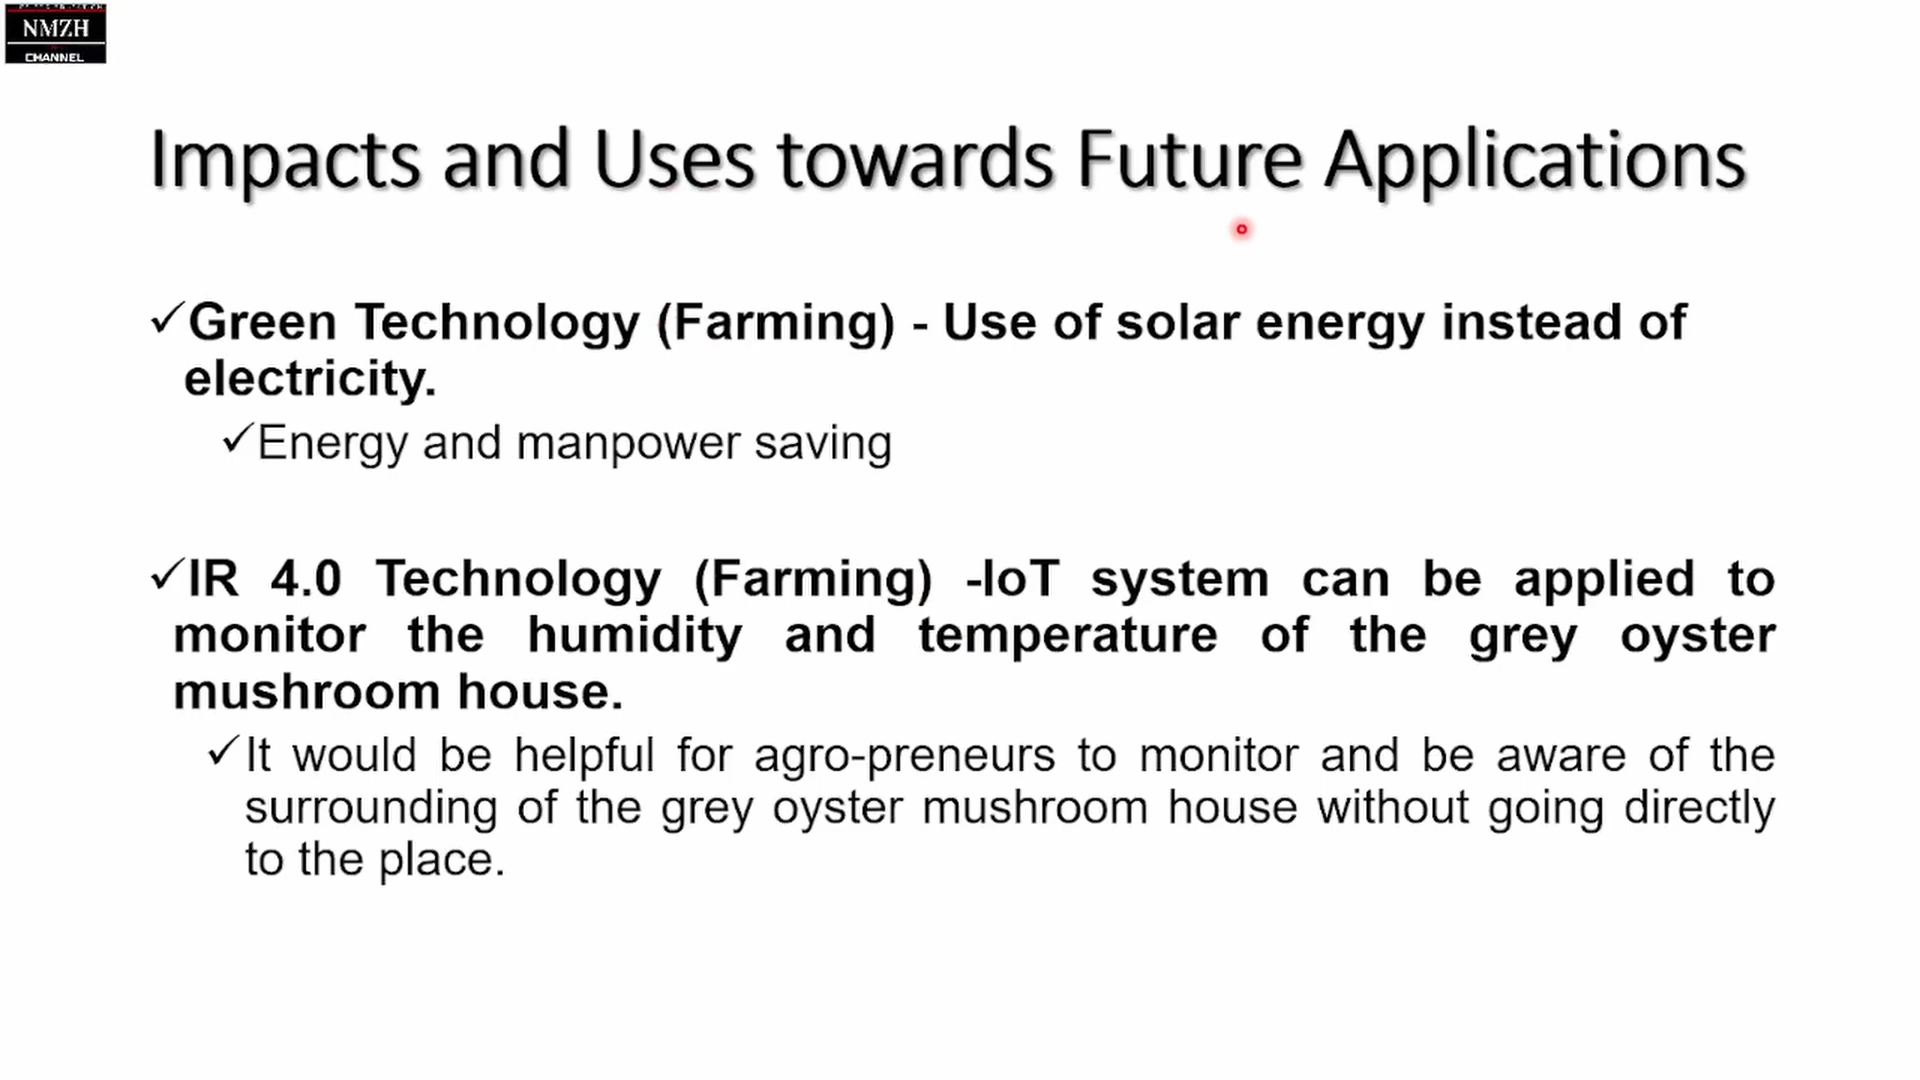 NMZH
CHANNEL
Impacts and Uses towards Future Applications
✓Green Technology (Farming) - Use of solar energy instead of
electricity.
✓Energy and manpower saving
✓IR 4.0 Technology (Farming) -IoT system can be applied to
monitor the humidity and temperature of the grey oyster
mushroom house.
✓It would be helpful for agro-preneurs to monitor and be aware of the
surrounding of the grey oyster mushroom house without going directly
to the place.